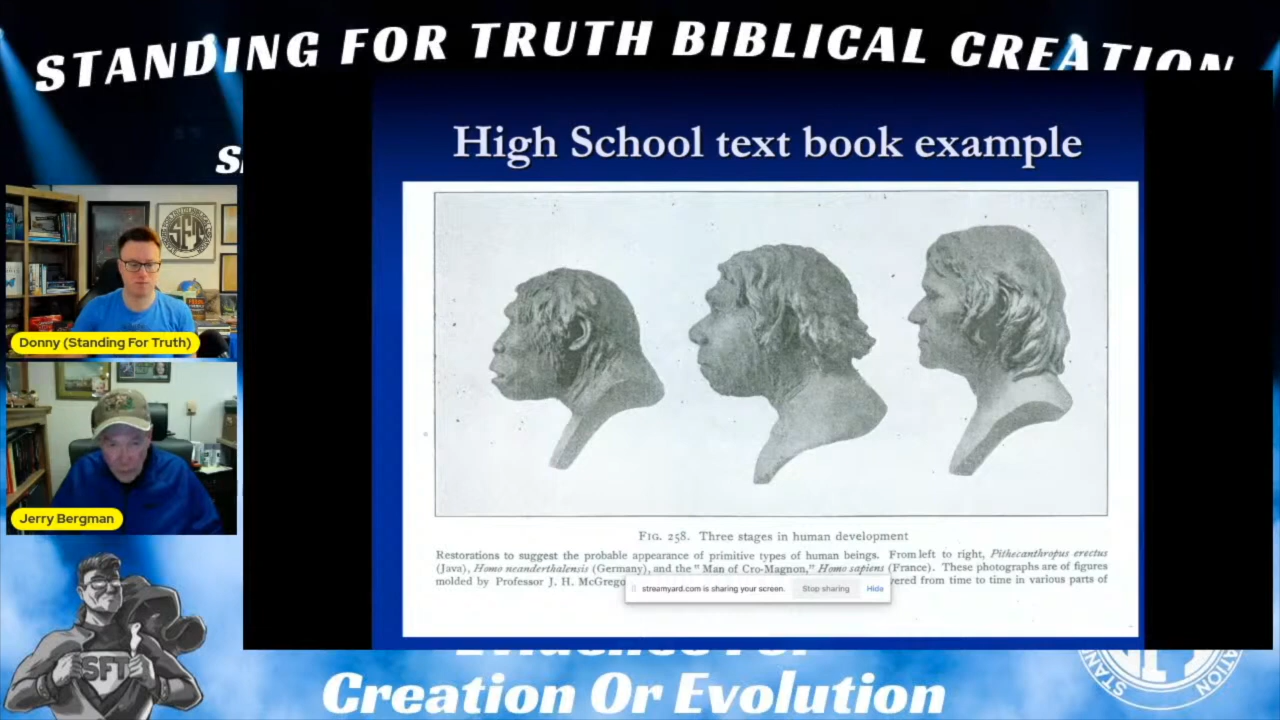 STANDING FOR TRUTH BIBLICAL CREATION
High School text book example
SFT
Donny (Standing For Truth)
Jerry Bergman
FIG. 258. Three stages in human development
Restorations to suggest the probable appearance of primitive types of human beings. From left to right, Pithecanthropus erectus
(Java), Homo neanderthalensis (Germany), and the "Man of Cro-Magnon," Homo sapiens (France). These photographs are of figures
molded by Professor J. H. McGrego
ered from time to time in various parts of
streamyard.com is sharing your screen. Stop sharing Hide
SFT
Creation Or Evolution